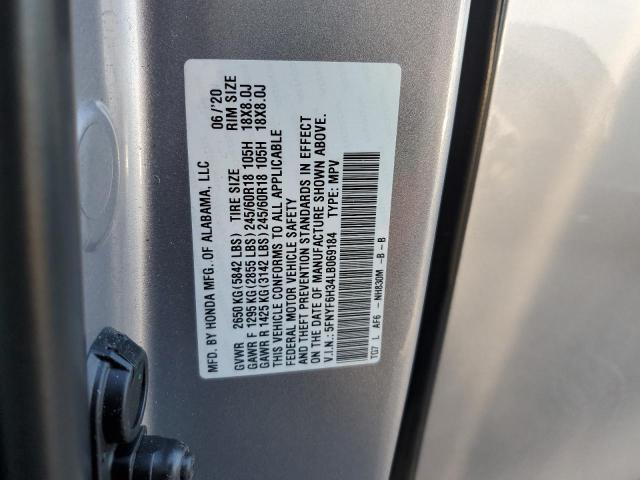 MFD. BY HONDA MFG. OF ALABAMA, LLC 06/'20
GVWR 2650 KG (5842 LBS) TIRE SIZE RIM SIZE
GAWR F 1295 KG (2855 LBS) 245/60R18 105H 18X8.0J
GAWR R 1425 KG (3142 LBS) 245/60R18 105H 18X8.0J
THIS VEHICLE CONFORMS TO ALL APPLICABLE
FEDERAL MOTOR VEHICLE SAFETY
AND THEFT PREVENTION STANDARDS IN EFFECT
ON THE DATE OF MANUFACTURE SHOWN ABOVE.
V.I.N.: 5FNYF6H34LB069184 TYPE: MPV
TG7 L AF6 - NH830M -B - B